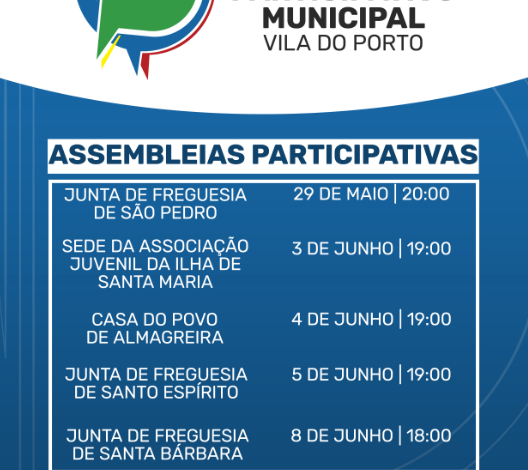 MUNICIPAL
VILA DO PORTO
ASSEMBLEIAS PARTICIPATIVAS
JUNTA DE FREGUESIA
DE SÃO PEDRO
29 DE MAIO | 20:00
SEDE DA ASSOCIAÇÃO
JUVENIL DA ILHA DE
SANTA MARIA
3 DE JUNHO | 19:00
CASA DO POVO
DE ALMAGREIRA
4 DE JUNHO | 19:00
JUNTA DE FREGUESIA
DE SANTO ESPÍRITO
5 DE JUNHO | 19:00
JUNTA DE FREGUESIA
DE SANTA BÁRBARA
8 DE JUNHO | 18:00